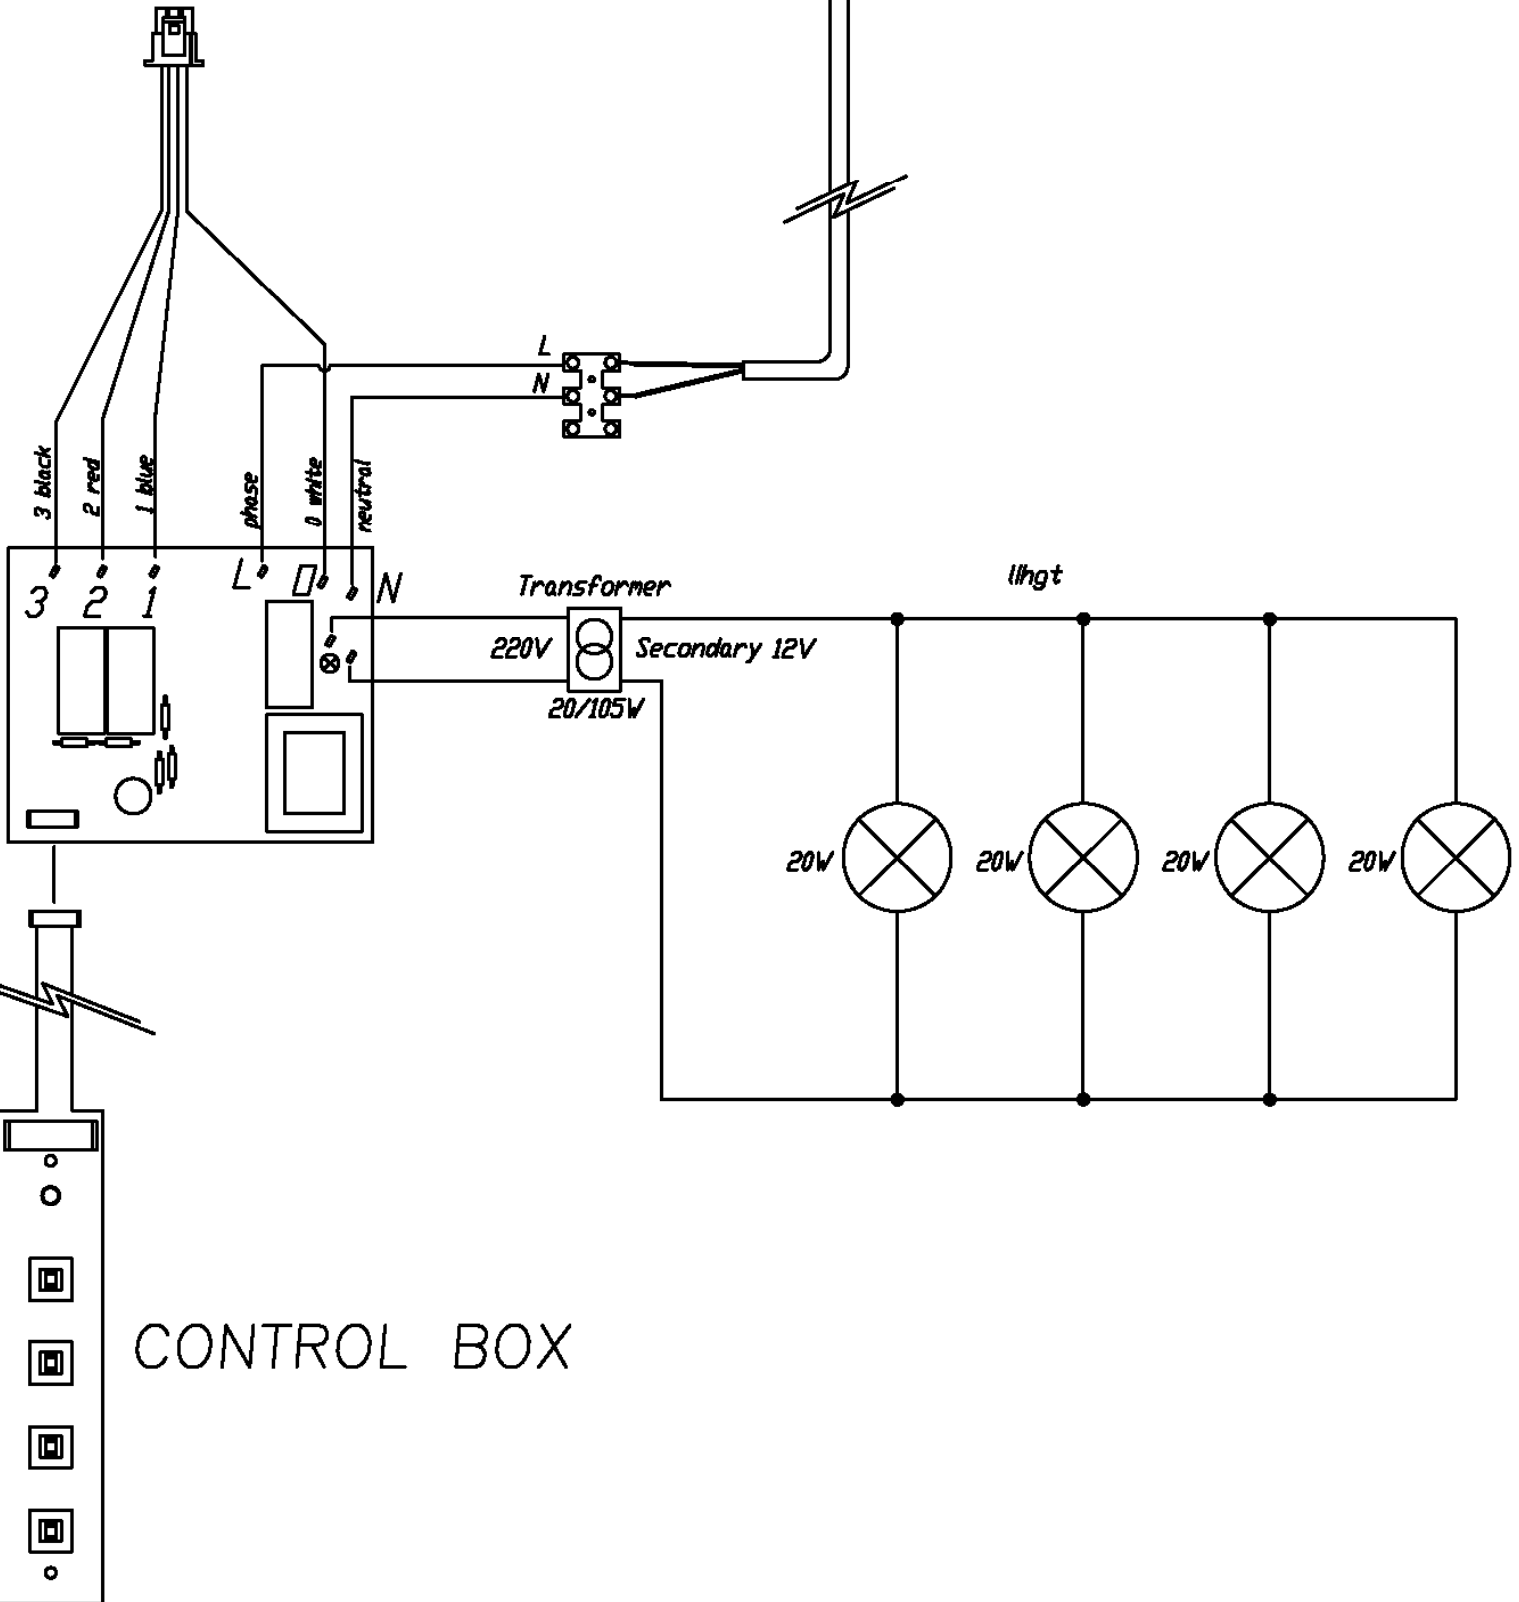 L
N
3 black
2 red
1 blue
phase
0 white
neutral
3
2
1
L
0
N
Transformer
220V
Secondary 12V
20/105W
20W
20W
20W
20W
CONTROL BOX